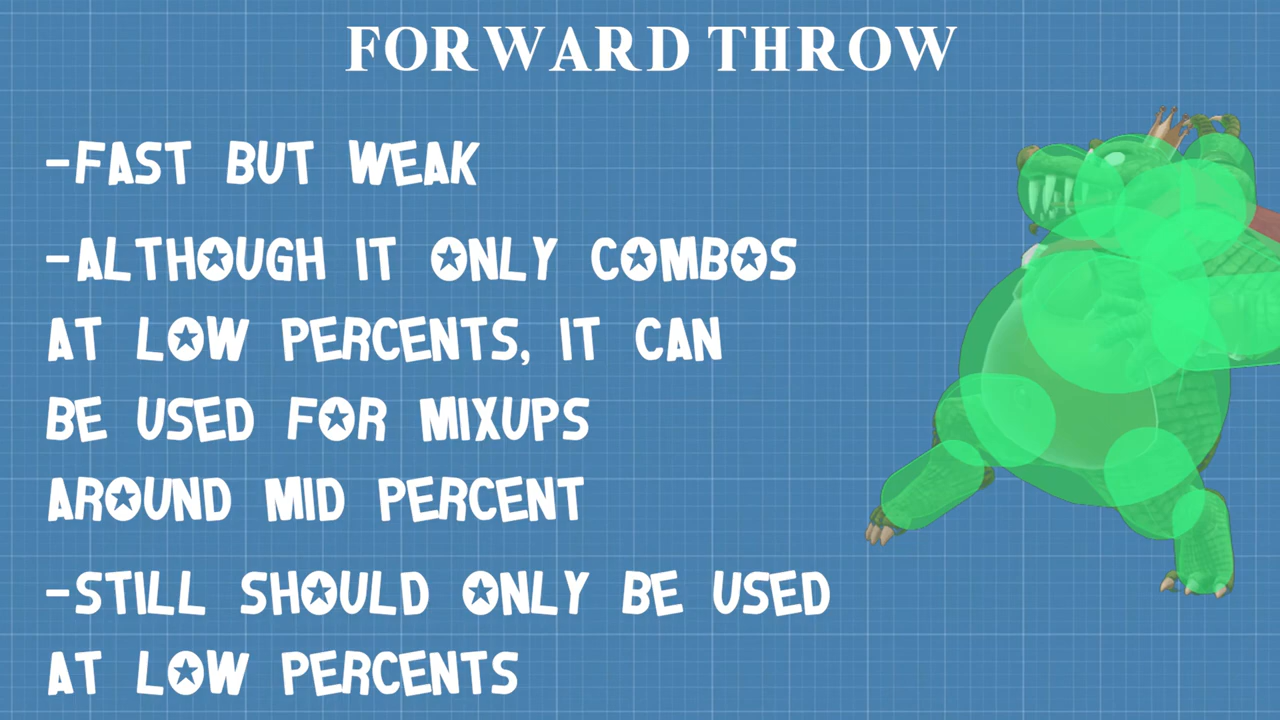 FORWARD THROW
-FAST BUT WEAK
-ALTHOUGH IT ONLY COMBOS
AT LOW PERCENTS, IT CAN
BE USED FOR MIXUPS
AROUND MID PERCENT
-STILL SHOULD ONLY BE USED
AT LOW PERCENTS